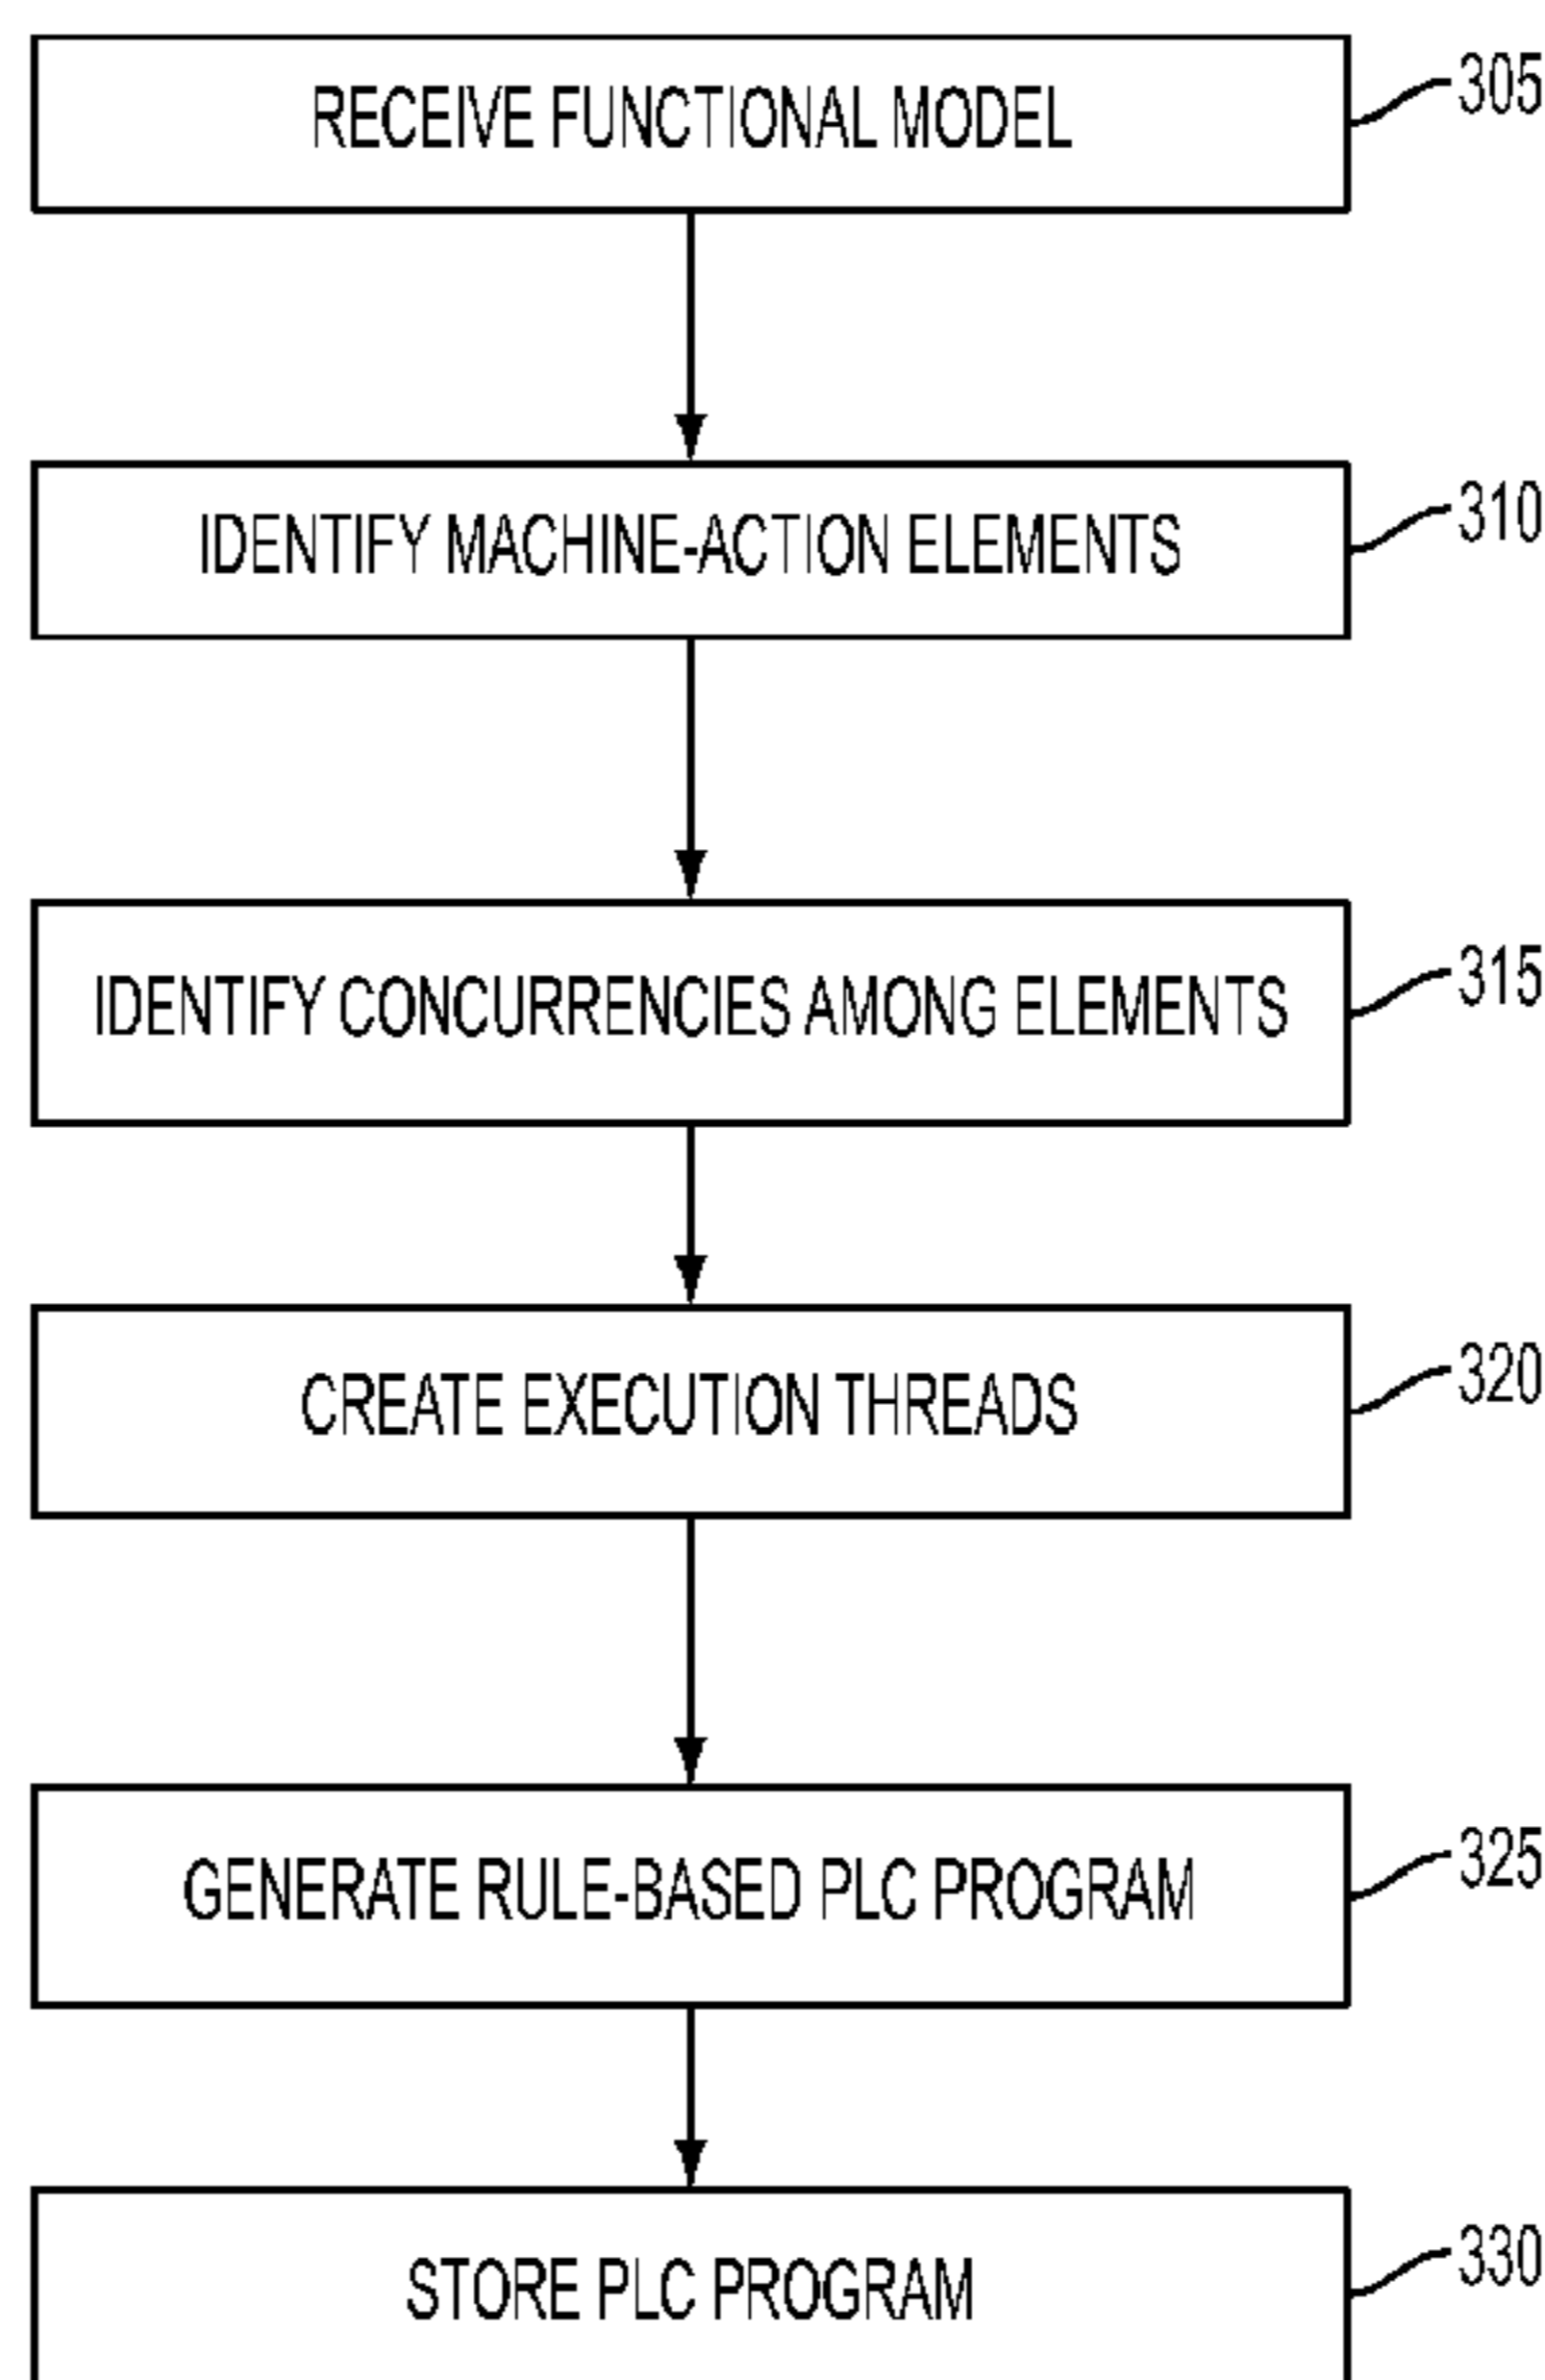 RECEIVE FUNCTIONAL MODEL
305
IDENTIFY MACHINE-ACTION ELEMENTS
310
IDENTIFY CONCURRENCIES AMONG ELEMENTS
315
CREATE EXECUTION THREADS
320
GENERATE RULE-BASED PLC PROGRAM
325
STORE PLC PROGRAM
330